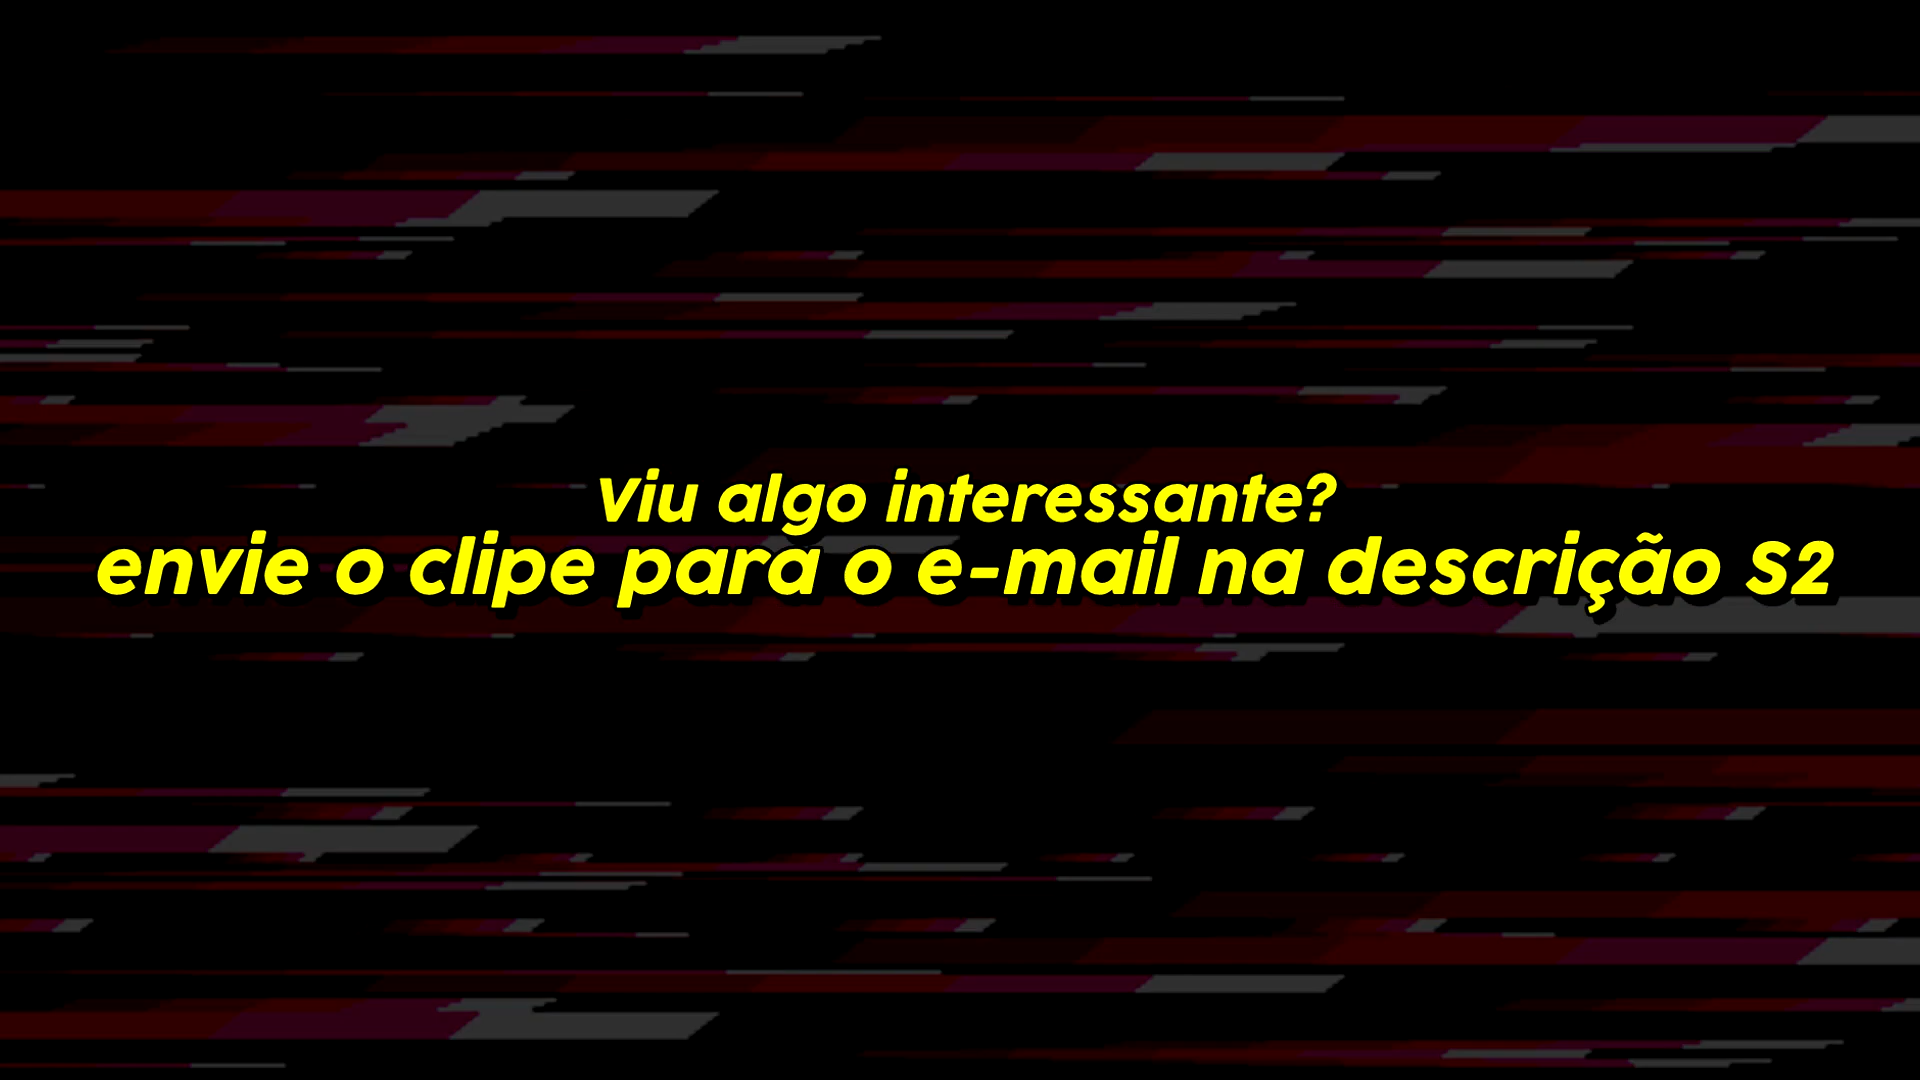 Viu algo interessante?
envie o clipe para o e-mail na descrição S2